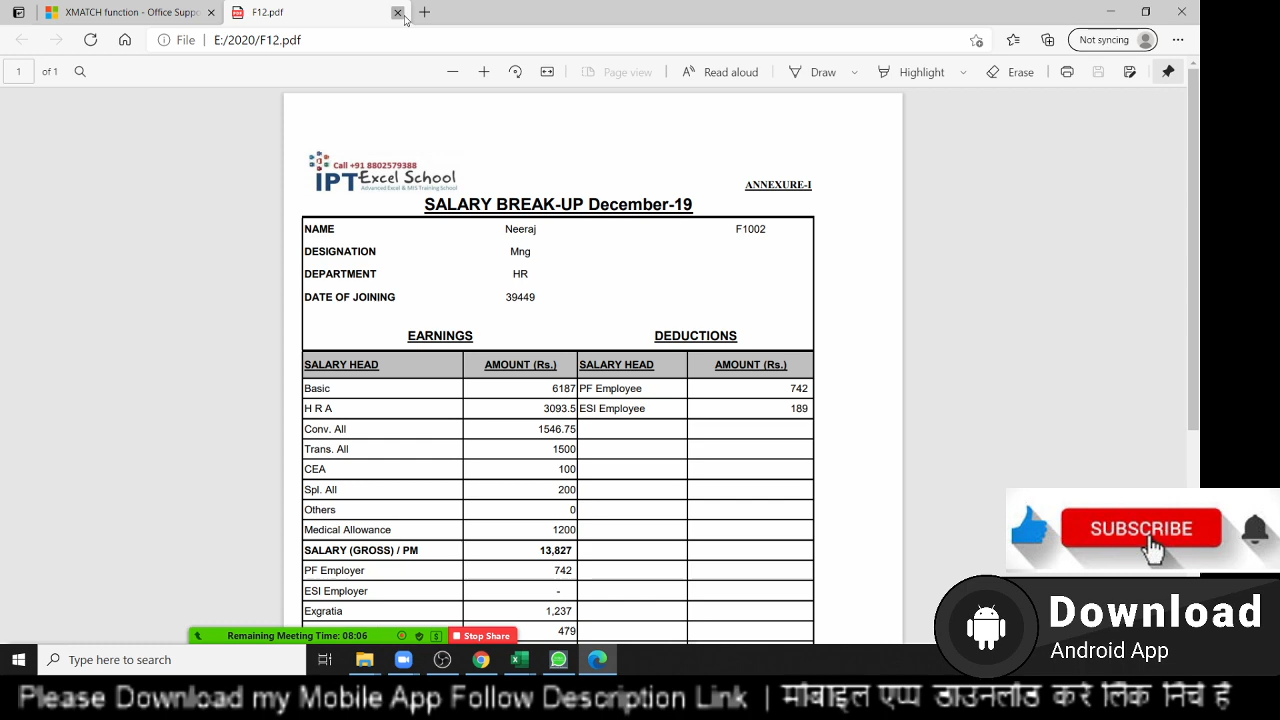 XMATCH function - Office Suppo
F12.pdf
File E:/2020/F12.pdf
Not syncing
1 of 1
Page view
Read aloud
Draw
Highlight
Erase
Call +91 8802579388
IPT Excel School
Advanced Excel & MIS Training School
ANNEXURE-I
SALARY BREAK-UP December-19
NAME Neeraj F1002
DESIGNATION Mng
DEPARTMENT HR
DATE OF JOINING 39449
EARNINGS DEDUCTIONS
SALARY HEAD AMOUNT (Rs.) SALARY HEAD AMOUNT (Rs.)
Basic 6187 PF Employee 742
H R A 3093.5 ESI Employee 189
Conv. All 1546.75
Trans. All 1500
CEA 100
Spl. All 200
Others 0
Medical Allowance 1200
SALARY (GROSS) / PM 13,827
PF Employer 742
ESI Employer -
Exgratia 1,237
479
SUBSCRIBE
Download
Android App
Remaining Meeting Time: 08:06 Stop Share
Type here to search
Please Download my Mobile App Follow Description Link | मोबाइल एप्प डाउनलोड करे लिंक निचे है